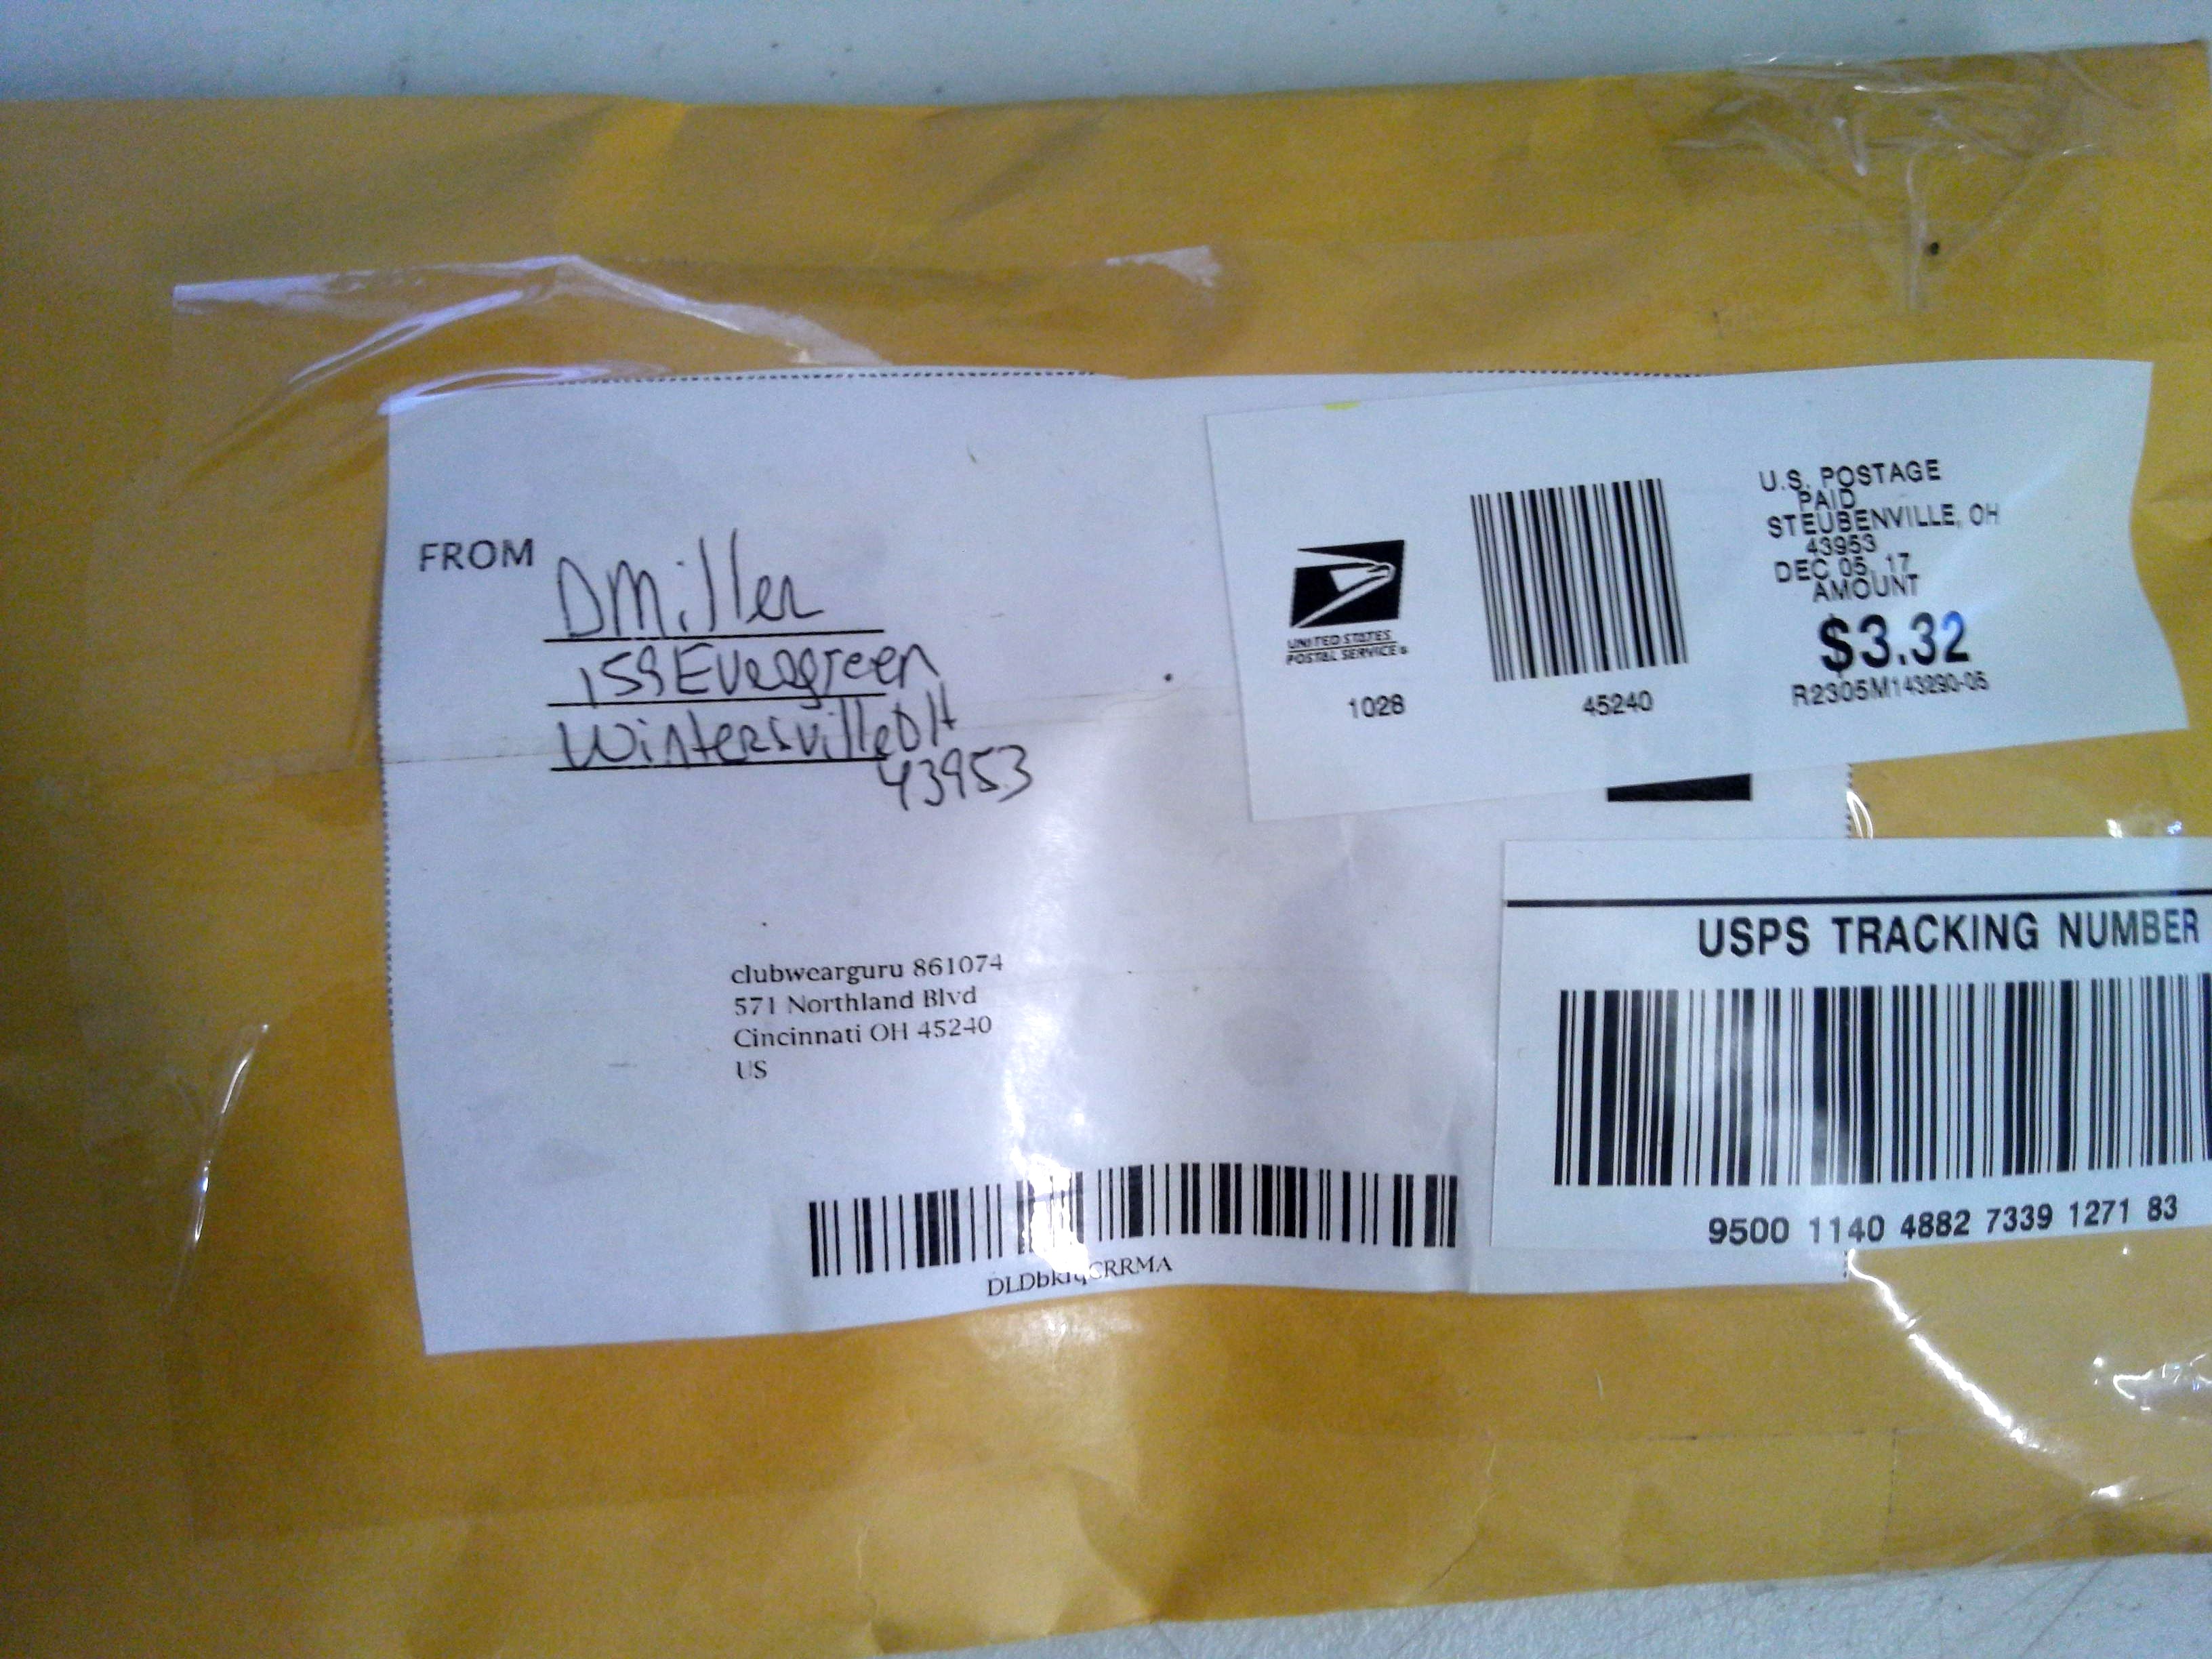 FROM
DMiller
159 Evergreen
Wintersville OH
43953
UNITED STATES
POSTAL SERVICE®
1028
45240
U.S. POSTAGE
PAID
STEUBENVILLE, OH
43953
DEC 05, 17
AMOUNT
$3.32
R2305M143290-05
clubwearguru 861074
571 Northland Blvd
Cincinnati OH 45240
US
USPS TRACKING NUMBER
9500 1140 4882 7339 1271 83